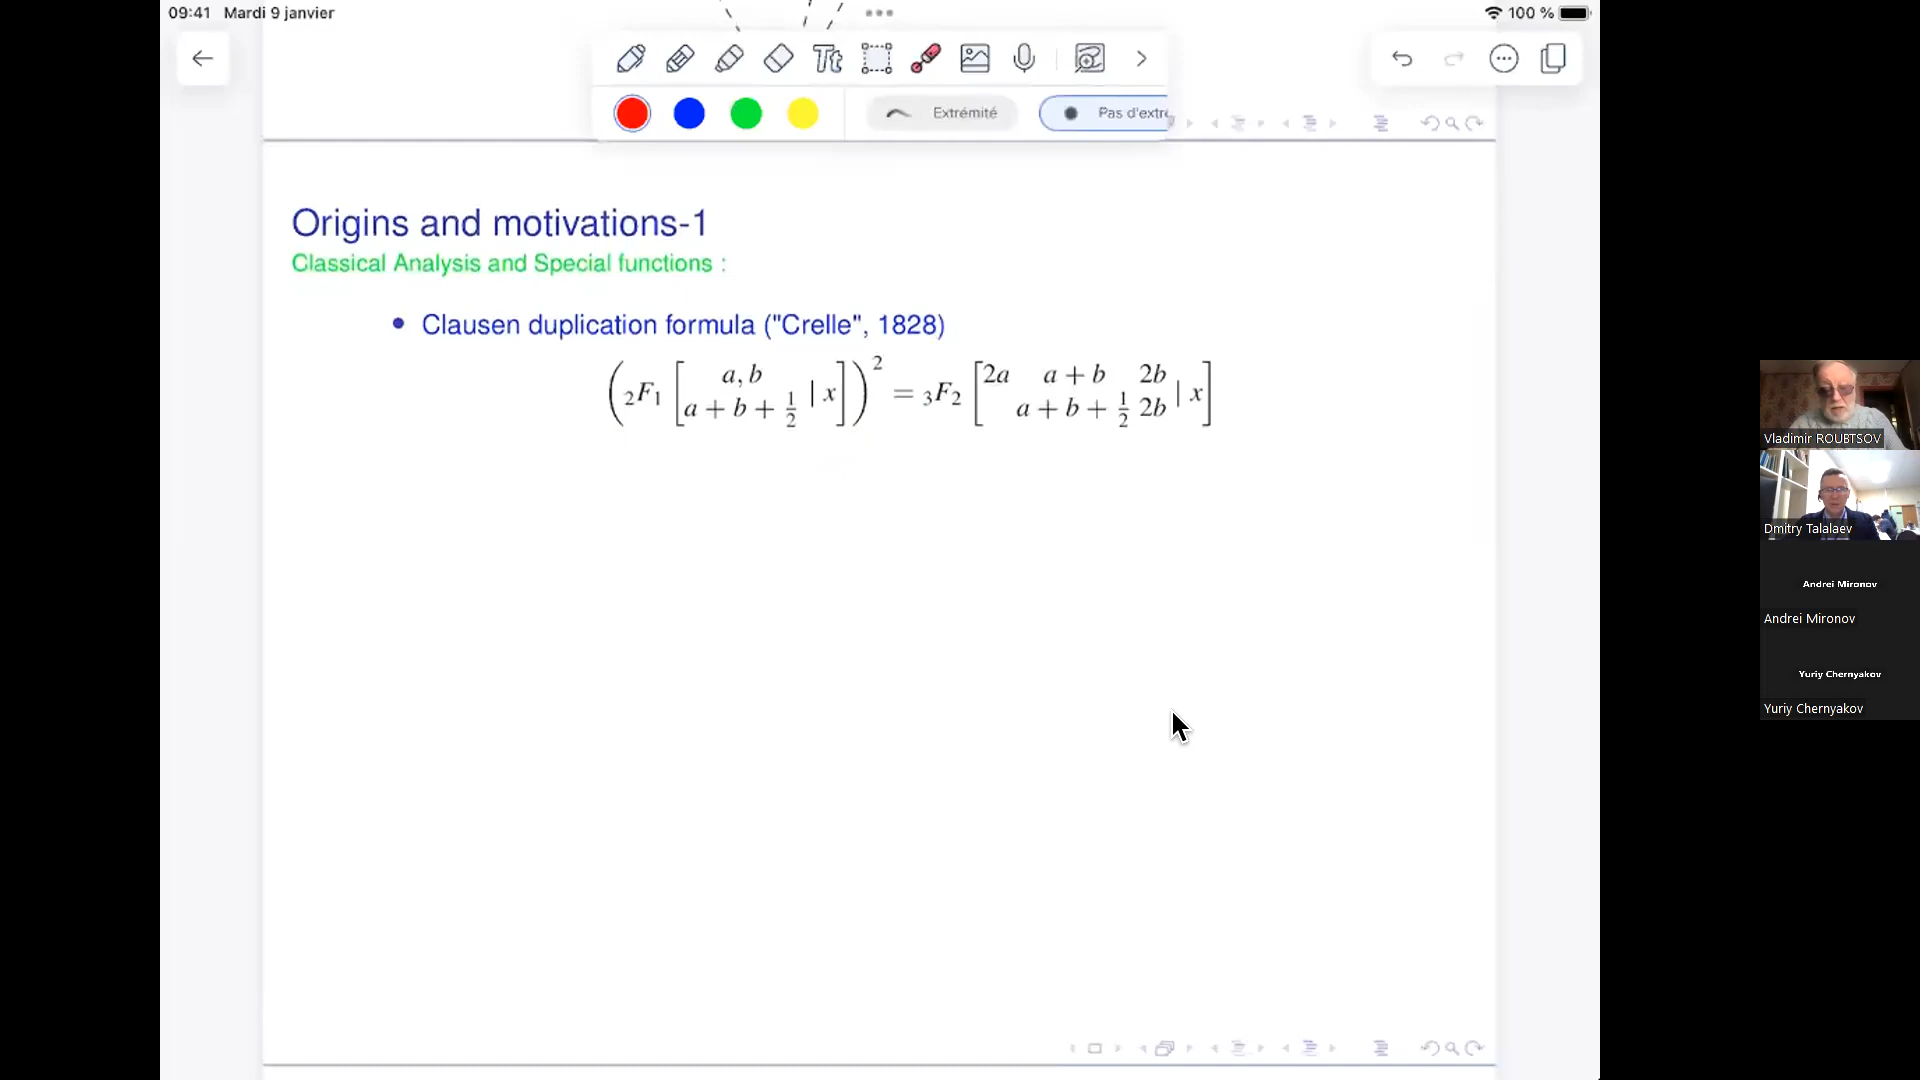 09:41 Mardi 9 janvier
100 %
Tt
Extrémité
Pas d'extré
Origins and motivations-1
Classical Analysis and Special functions :
• Clausen duplication formula ("Crelle", 1828)
(₂F₁ [a, b ; a + b + 1/2 | x])² = ₃F₂ [2a a + b 2b ; a + b + 1/2 2b | x]
Vladimir ROUBTSOV
Dmitry Talalaev
Andrei Mironov
Andrei Mironov
Yuriy Chernyakov
Yuriy Chernyakov